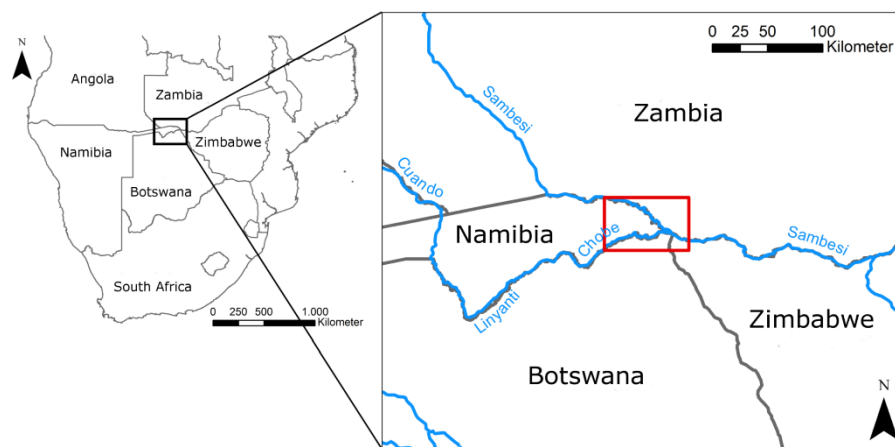 N
Angola
Zambia
Namibia
Zimbabwe
Botswana
South Africa
0 250 500 1.000
Kilometer
0 25 50 100
Kilometer
Sambesi
Zambia
Cuando
Namibia
Chobe
Sambesi
Linyanti
Zimbabwe
Botswana
N